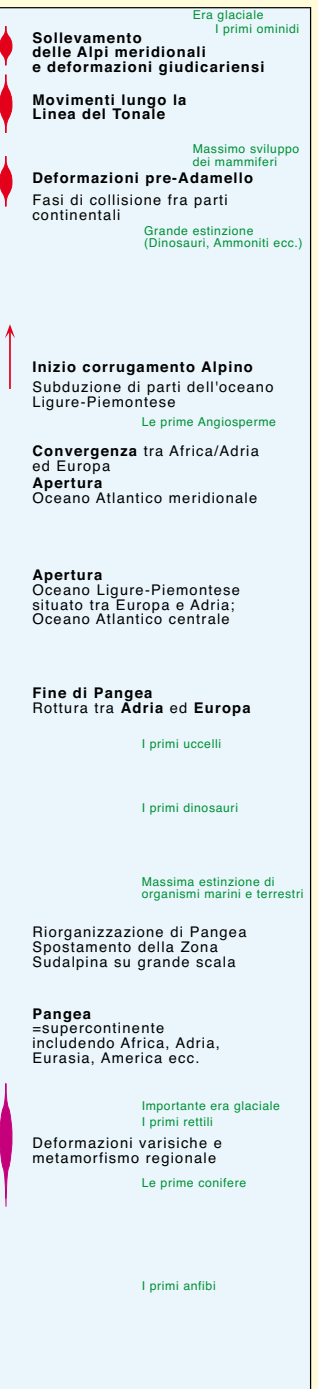 Era glaciale
I primi ominidi
Sollevamento
delle Alpi meridionali
e deformazioni giudicariensi
Movimenti lungo la
Linea del Tonale
Massimo sviluppo
dei mammiferi
Deformazioni pre-Adamello
Fasi di collisione fra parti
continentali
Grande estinzione
(Dinosauri, Ammoniti ecc.)
Inizio corrugamento Alpino
Subduzione di parti dell'oceano
Ligure-Piemontese
Le prime Angiosperme
Convergenza tra Africa/Adria
ed Europa
Apertura
Oceano Atlantico meridionale
Apertura
Oceano Ligure-Piemontese
situato tra Europa e Adria;
Oceano Atlantico centrale
Fine di Pangea
Rottura tra Adria ed Europa
I primi uccelli
I primi dinosauri
Massima estinzione di
organismi marini e terrestri
Riorganizzazione di Pangea
Spostamento della Zona
Sudalpina su grande scala
Pangea
=supercontinente
includendo Africa, Adria,
Eurasia, America ecc.
Importante era glaciale
I primi rettili
Deformazioni varisiche e
metamorfismo regionale
Le prime conifere
I primi anfibi